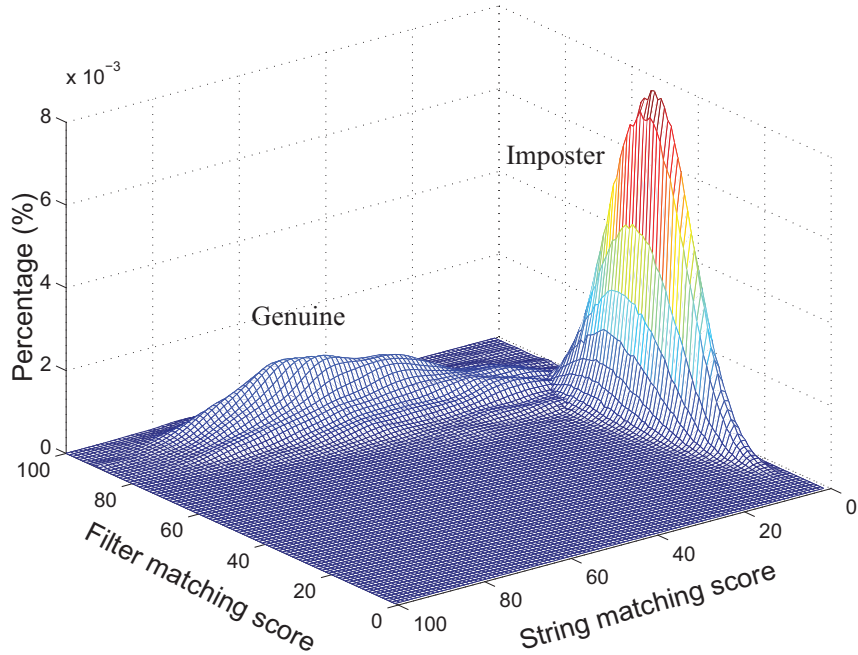 x 10⁻³
8
6
4
2
0
Percentage (%)
Imposter
Genuine
100
80
60
40
20
0
Filter matching score
100
80
60
40
20
0
String matching score